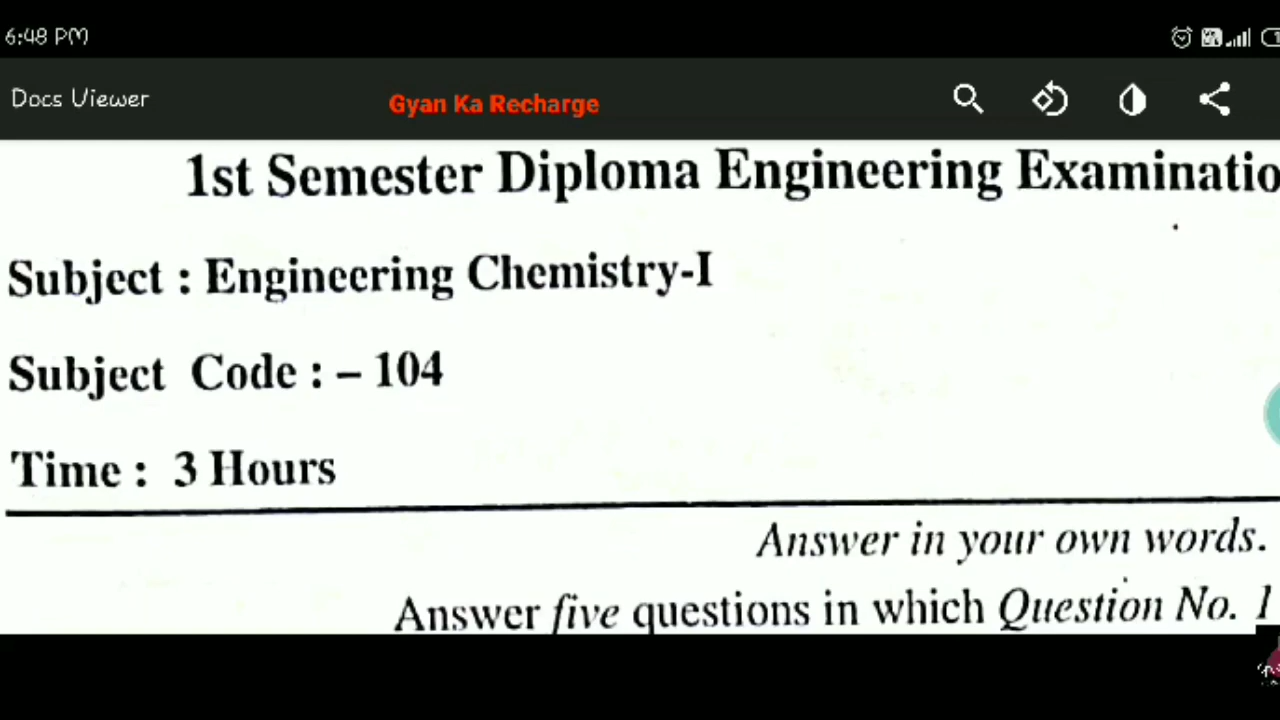 6:48 PM
Docs Viewer
Gyan Ka Recharge
1st Semester Diploma Engineering Examinatio
Subject : Engineering Chemistry-I
Subject Code : – 104
Time : 3 Hours
Answer in your own words.
Answer five questions in which Question No. 1